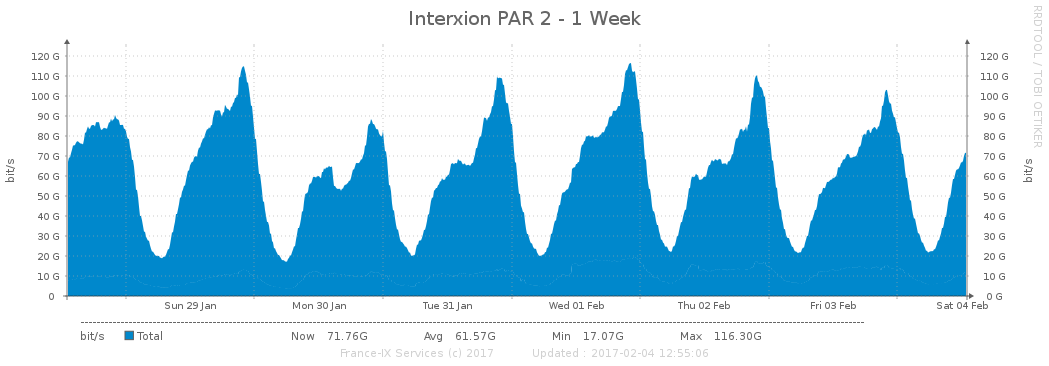 Interxion PAR 2 - 1 Week
RRDTOOL / TOBI OETIKER
bit/s
120 G 120 G
110 G 110 G
100 G 100 G
90 G 90 G
80 G 80 G
70 G 70 G
60 G 60 G
50 G 50 G
40 G 40 G
30 G 30 G
20 G 20 G
10 G 10 G
0 0 G
bit/s
Sun 29 Jan Mon 30 Jan Tue 31 Jan Wed 01 Feb Thu 02 Feb Fri 03 Feb Sat 04 Feb
bit/s Total Now 71.76G Avg 61.57G Min 17.07G Max 116.30G
France-IX Services (c) 2017 Updated : 2017-02-04 12:55:06